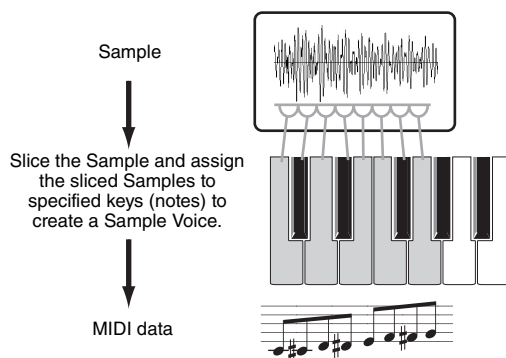 Sample
Slice the Sample and assign
the sliced Samples to
specified keys (notes) to
create a Sample Voice.
MIDI data